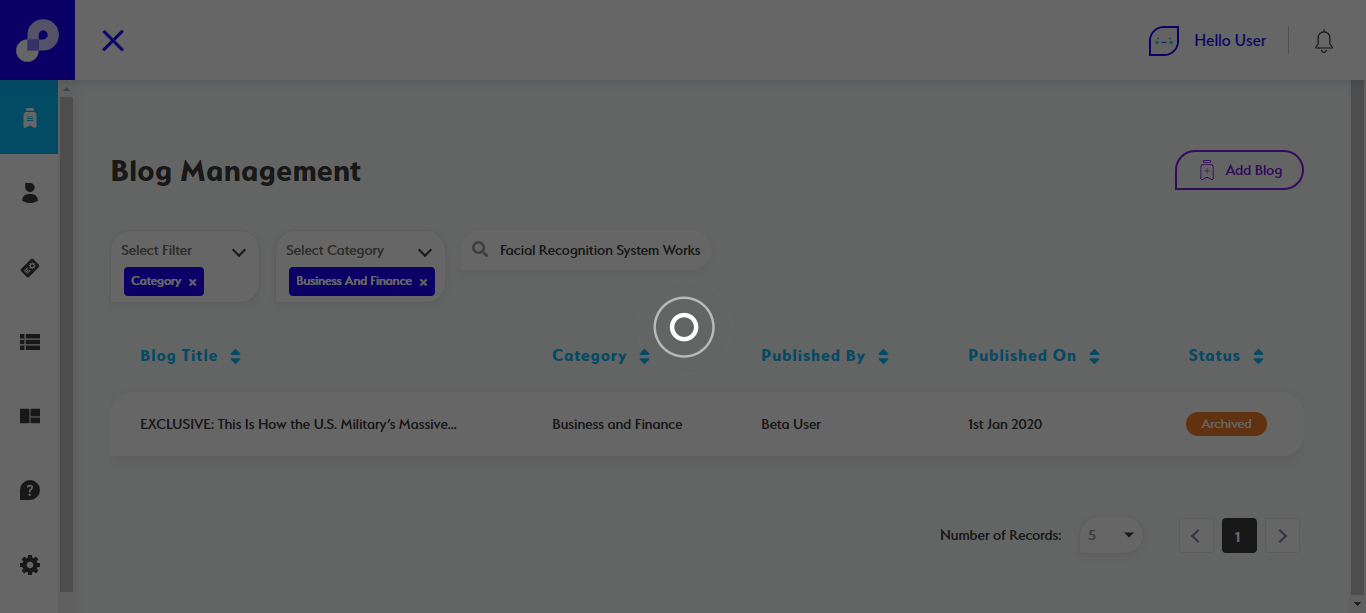 Hello User
Blog Management
Add Blog
Select Filter
Category ×
Select Category
Business And Finance ×
Facial Recognition System Works
Blog Title Category Published By Published On Status
EXCLUSIVE: This Is How the U.S. Military's Massive... Business and Finance Beta User 1st Jan 2020 Archived
Number of Records: 5 1